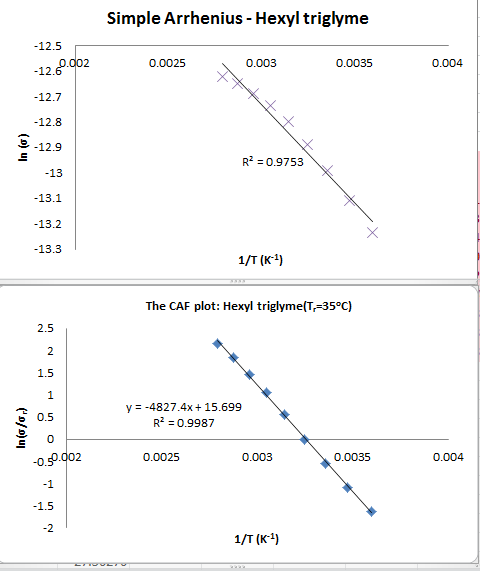 Simple Arrhenius - Hexyl triglyme
-12.5
0.002 0.0025 0.003 0.0035 0.004
-12.6
-12.7
-12.8
-12.9
-13
-13.1
-13.2
-13.3
ln (σ)
R² = 0.9753
1/T (K⁻¹)
The CAF plot: Hexyl triglyme(Tᵣ=35°C)
2.5
2
1.5
1
0.5
0
-0.5
0.002 0.0025 0.003 0.0035 0.004
-1
-1.5
-2
ln(σ/σᵣ)
y = -4827.4x + 15.699
R² = 0.9987
1/T (K⁻¹)